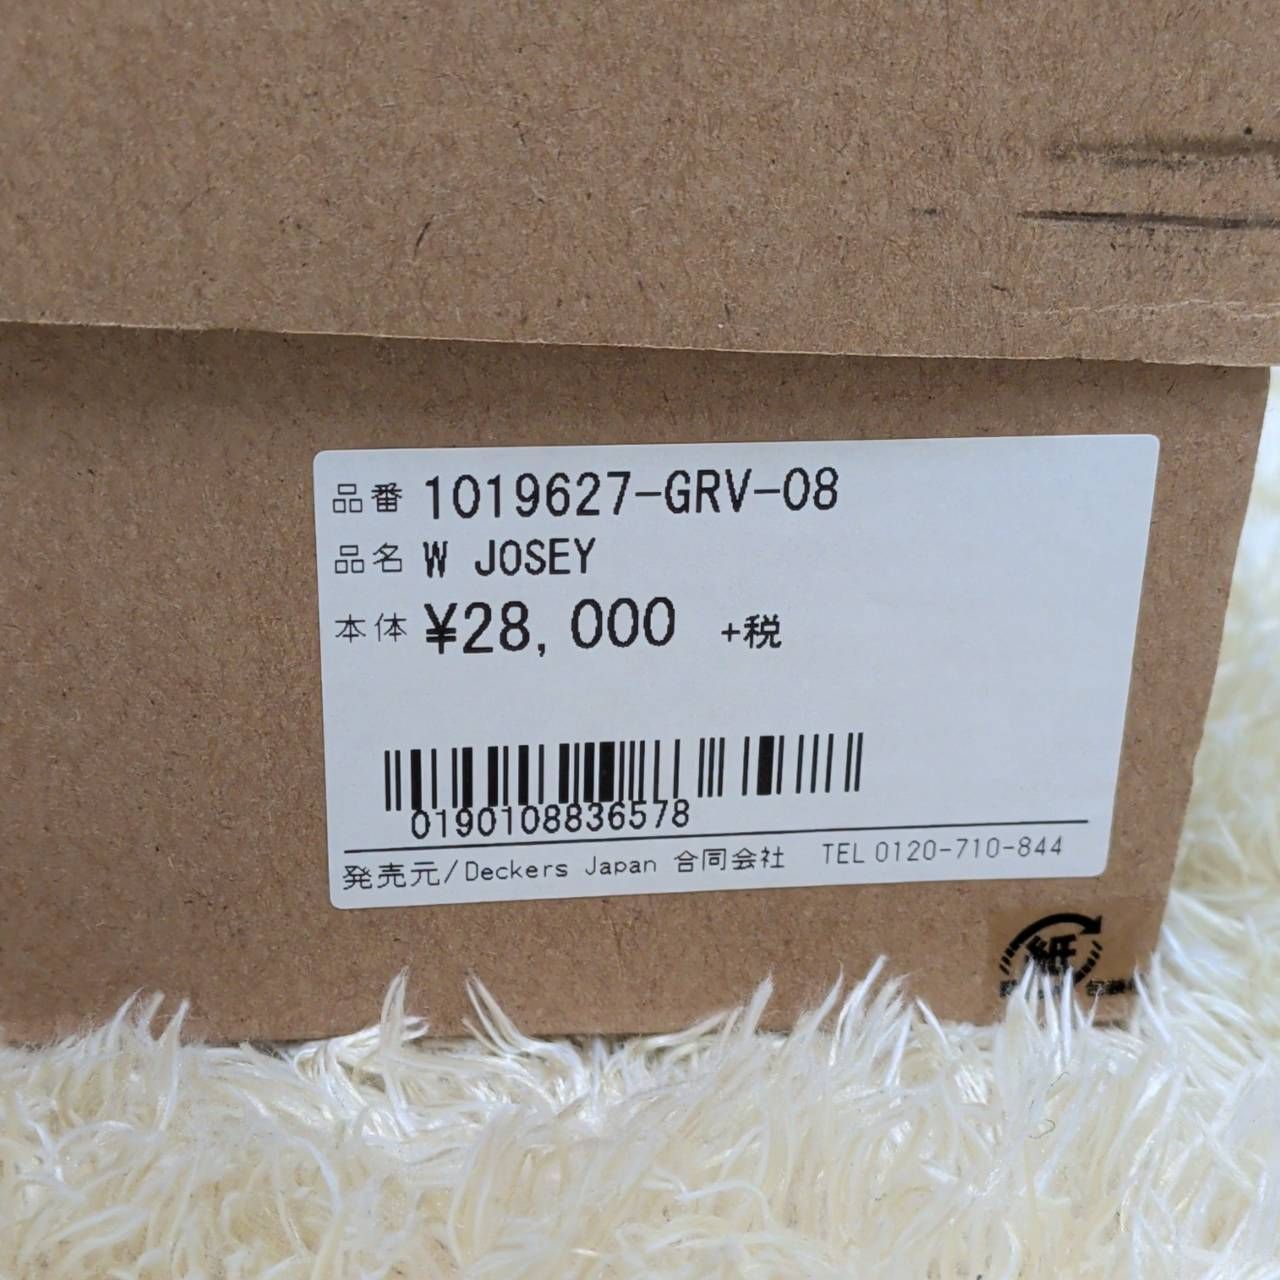 品番 1019627-GRV-08
品名 W JOSEY
本体 ¥28,000 +税
0190108836578
発売元/Deckers Japan 合同会社 TEL 0120-710-844
紙